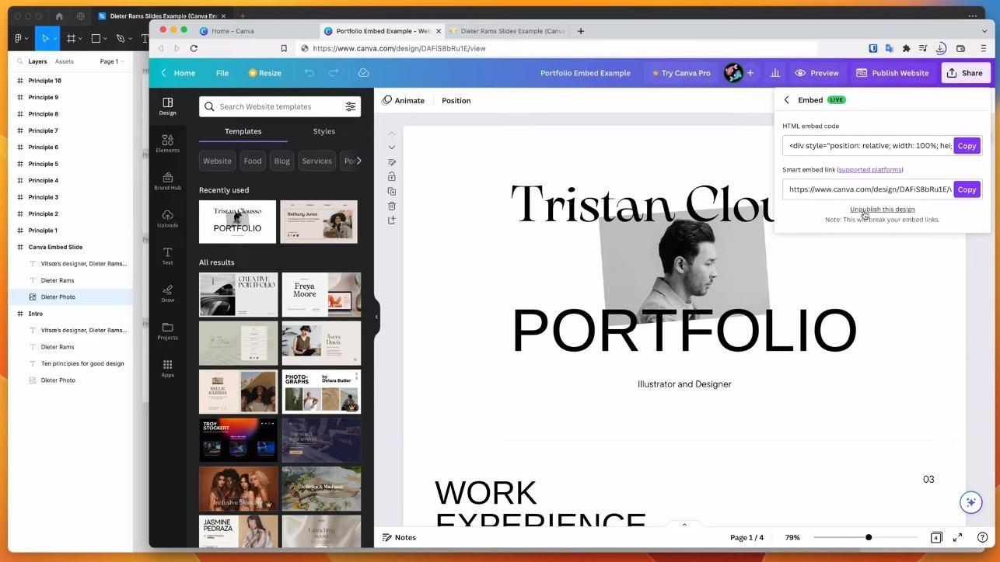 Dieter Rams Slides Example (Canva Em
Layers
Assets
Page 1
Principle 10
Principle 9
Principle 8
Principle 7
Principle 6
Principle 5
Principle 4
Principle 3
Principle 2
Principle 1
Canva Embed Slide
Vitsœ's designer, Dieter Rams...
Dieter Rams
Dieter Photo
Intro
Vitsœ's designer, Dieter Rams...
Dieter Rams
Ten principles for good design
Dieter Photo
Home - Canva
Portfolio Embed Example - Web
Dieter Rams Slides Example (Canva
https://www.canva.com/design/DAFiS8bRu1E/view
Home
File
Resize
Portfolio Embed Example
Try Canva Pro
Preview
Publish Website
Share
Design
Elements
Brand Hub
Uploads
Text
Draw
Projects
Apps
Search Website templates
Templates
Styles
Website
Food
Blog
Services
Por
Recently used
Tristan Clousso
PORTFOLIO
Bethany Jones
All results
CREATIVE
PORTFOLIO
Freya
Moore
Avery
Davis
NELLIE
IGLESIAS
PHOTO-
GRAPHS
by
Delora Butler
TROY
STOCKERT
Top-notch
legal services
Inclusive Skincare
Jeffrica & Madison
JASMINE
PEDRAZA
Launching
soon!
Animate
Position
Embed
LIVE
HTML embed code
<div style="position: relative; width: 100%; hei
Copy
Smart embed link (supported platforms)
https://www.canva.com/design/DAFiS8bRu1E/v
Copy
Unpublish this design
Note: This will break your embed links.
Tristan Clou
PORTFOLIO
Illustrator and Designer
03
WORK
EXPERIENCE
Notes
Page 1 / 4
79%
4